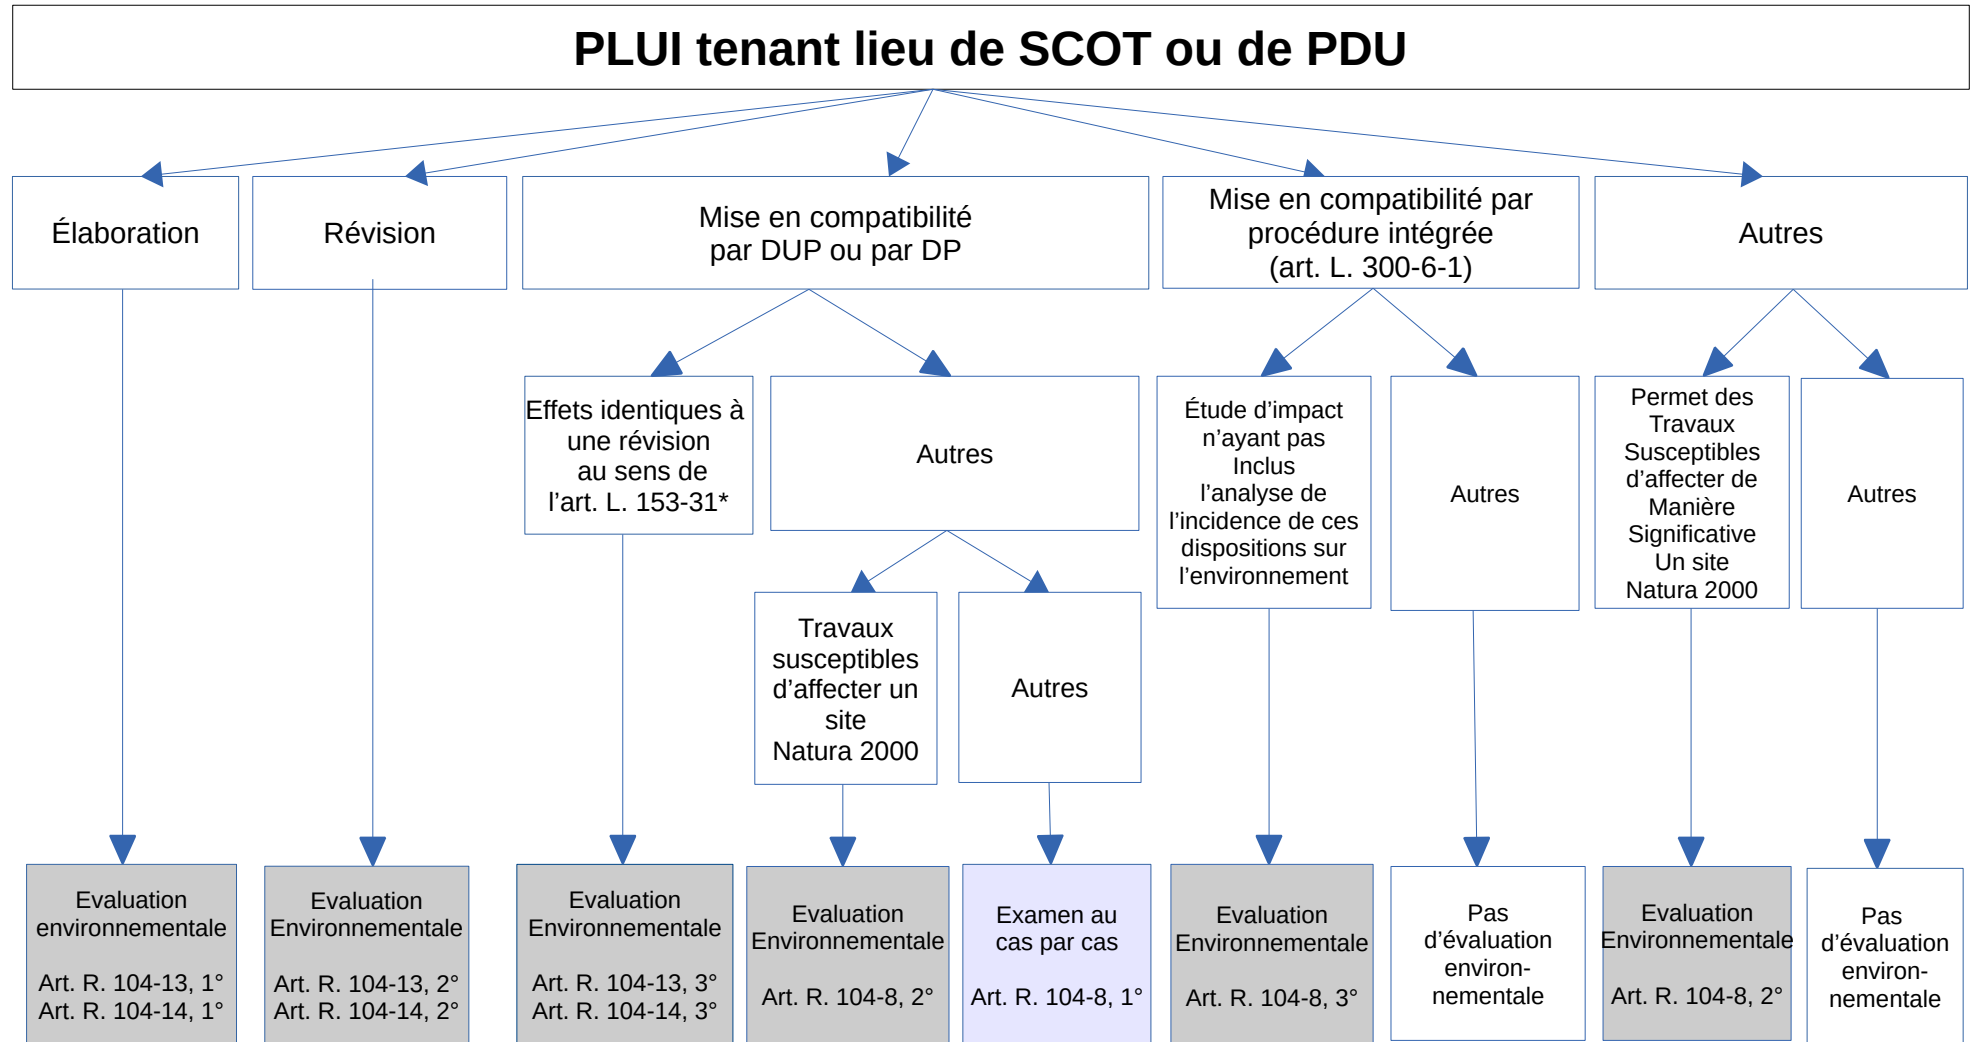 PLUI tenant lieu de SCOT ou de PDU
Élaboration
Révision
Mise en compatibilité
par DUP ou par DP
Mise en compatibilité par
procédure intégrée
(art. L. 300-6-1)
Autres
Effets identiques à
une révision
au sens de
l’art. L. 153-31*
Autres
Étude d’impact
n’ayant pas
Inclus
l’analyse de
l’incidence de ces
dispositions sur
l’environnement
Autres
Permet des
Travaux
Susceptibles
d’affecter de
Manière
Significative
Un site
Natura 2000
Autres
Travaux
susceptibles
d’affecter un
site
Natura 2000
Autres
Evaluation
environnementale
Art. R. 104-13, 1°
Art. R. 104-14, 1°
Evaluation
Environnementale
Art. R. 104-13, 2°
Art. R. 104-14, 2°
Evaluation
Environnementale
Art. R. 104-13, 3°
Art. R. 104-14, 3°
Evaluation
Environnementale
Art. R. 104-8, 2°
Examen au
cas par cas
Art. R. 104-8, 1°
Evaluation
Environnementale
Art. R. 104-8, 3°
Pas
d’évaluation
environ-
nementale
Evaluation
Environnementale
Art. R. 104-8, 2°
Pas
d’évaluation
environ-
nementale